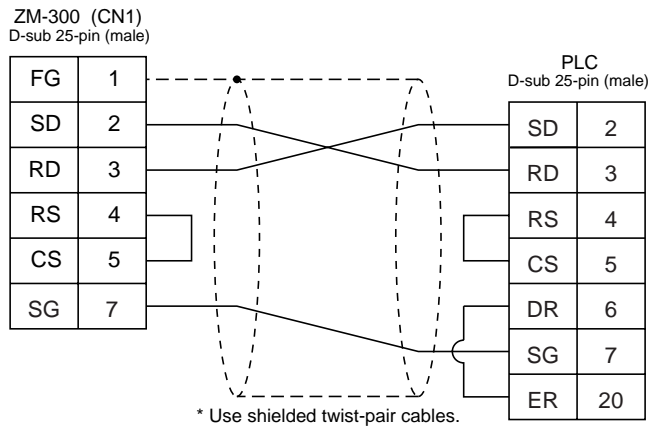 ZM-300 (CN1)
D-sub 25-pin (male)
FG 1
SD 2
RD 3
RS 4
CS 5
SG 7
PLC
D-sub 25-pin (male)
SD 2
RD 3
RS 4
CS 5
DR 6
SG 7
ER 20
* Use shielded twist-pair cables.